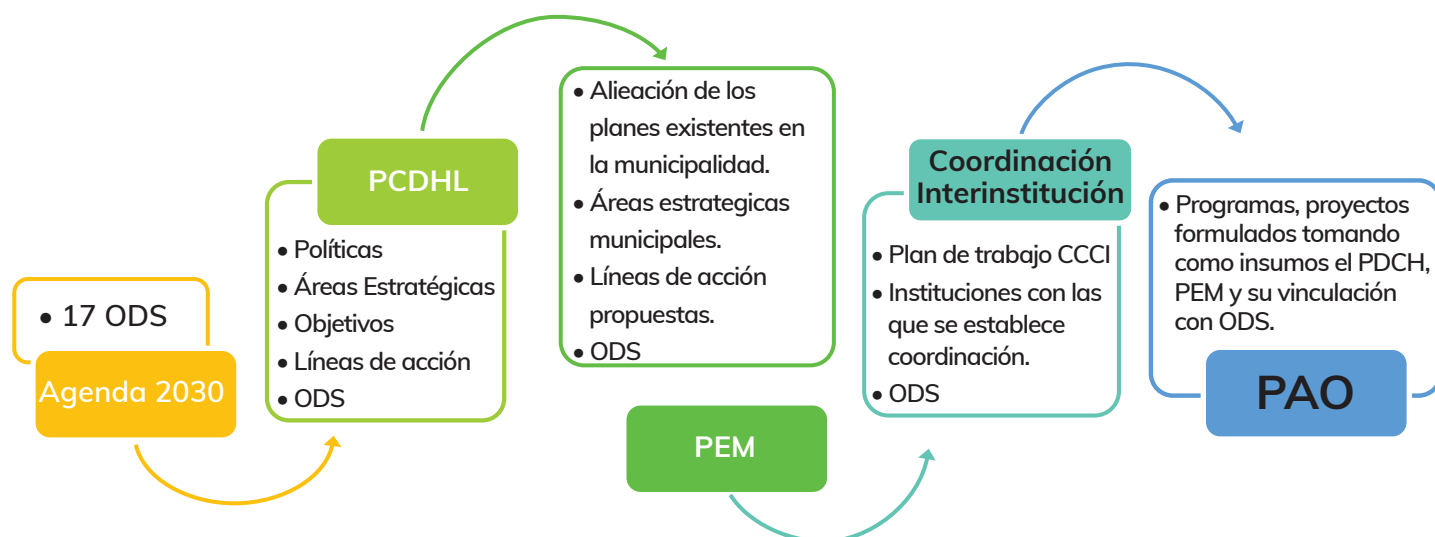 • 17 ODS
Agenda 2030
PCDHL
• Políticas
• Áreas Estratégicas
• Objetivos
• Líneas de acción
• ODS
• Alieación de los
planes existentes en
la municipalidad.
• Áreas estrategicas
municipales.
• Líneas de acción
propuestas.
• ODS
PEM
Coordinación
Interinstitución
• Plan de trabajo CCCI
• Instituciones con las
que se establece
coordinación.
• ODS
• Programas, proyectos
formulados tomando
como insumos el PDCH,
PEM y su vinculación
con ODS.
PAO